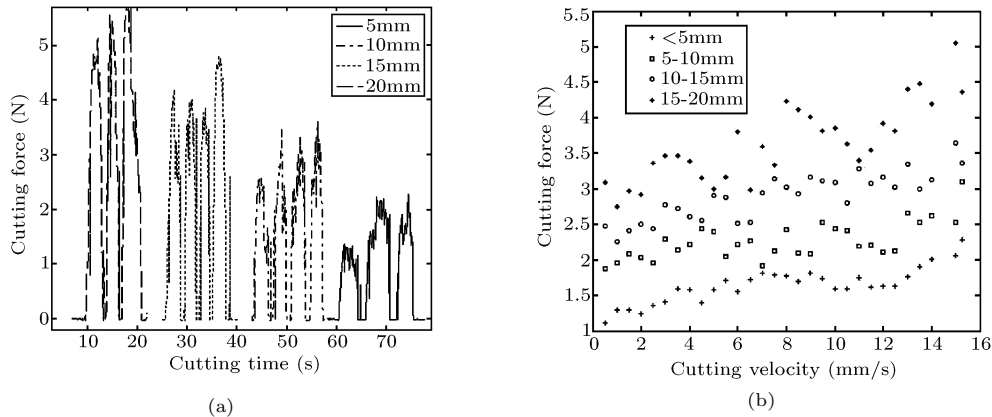 5
4
3
2
1
0
10 20 30 40 50 60 70
Cutting force (N)
Cutting time (s)
5mm
10mm
15mm
20mm
(a)
5.5
5
4.5
4
3.5
3
2.5
2
1.5
1
0 2 4 6 8 10 12 14 16
Cutting force (N)
Cutting velocity (mm/s)
<5mm
5-10mm
10-15mm
15-20mm
(b)